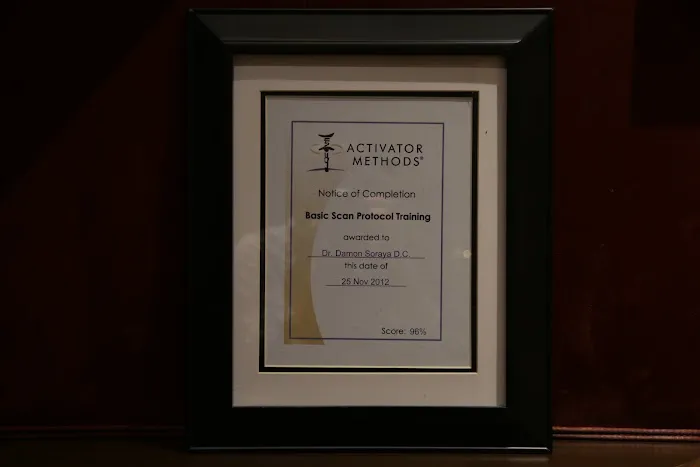 ACTIVATOR
METHODS®
Notice of Completion
Basic Scan Protocol Training
awarded to
Dr. Damon Soraya D.C.
this date of
25 Nov 2012
Score: 96%